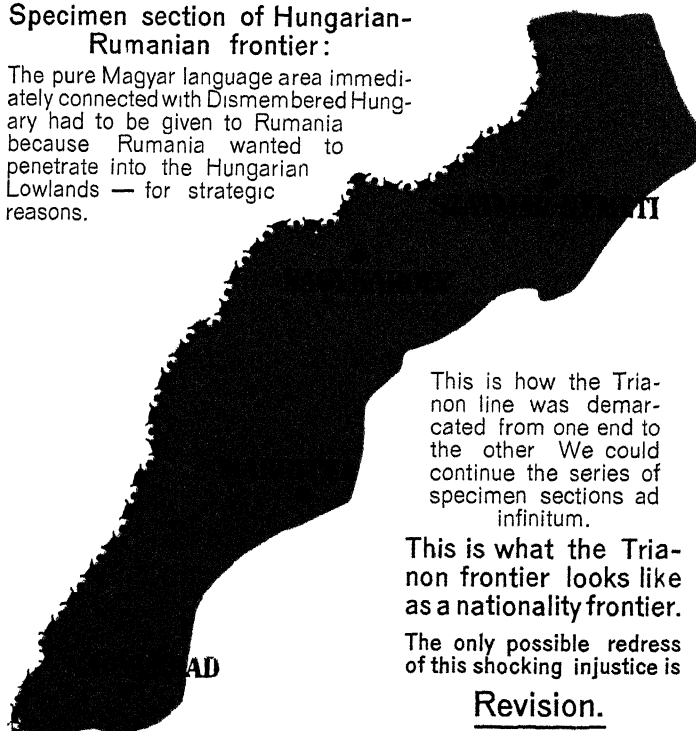 Specimen section of Hungarian-
Rumanian frontier:
The pure Magyar language area immedi-
ately connected with Dismembered Hung-
ary had to be given to Rumania
because Rumania wanted to
penetrate into the Hungarian
Lowlands — for strategic
reasons.
This is how the Tria-
non line was demar-
cated from one end to
the other We could
continue the series of
specimen sections ad
infinitum.
This is what the Tria-
non frontier looks like
as a nationality frontier.
The only possible redress
of this shocking injustice is
Revision.